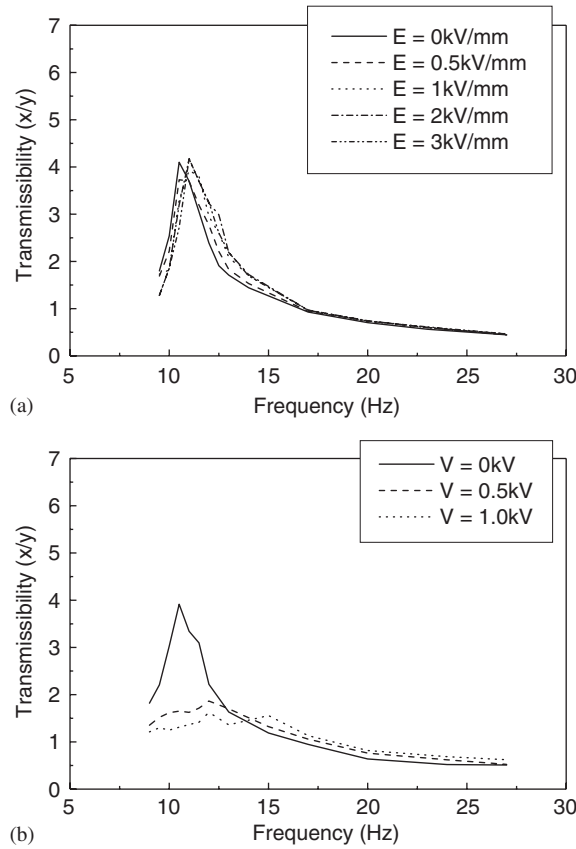 7
6
5
4
3
2
1
0
Transmissibility (x/y)
E = 0kV/mm
E = 0.5kV/mm
E = 1kV/mm
E = 2kV/mm
E = 3kV/mm
5 10 15 20 25 30
(a)
Frequency (Hz)
7
6
5
4
3
2
1
0
Transmissibility (x/y)
V = 0kV
V = 0.5kV
V = 1.0kV
5 10 15 20 25 30
(b)
Frequency (Hz)